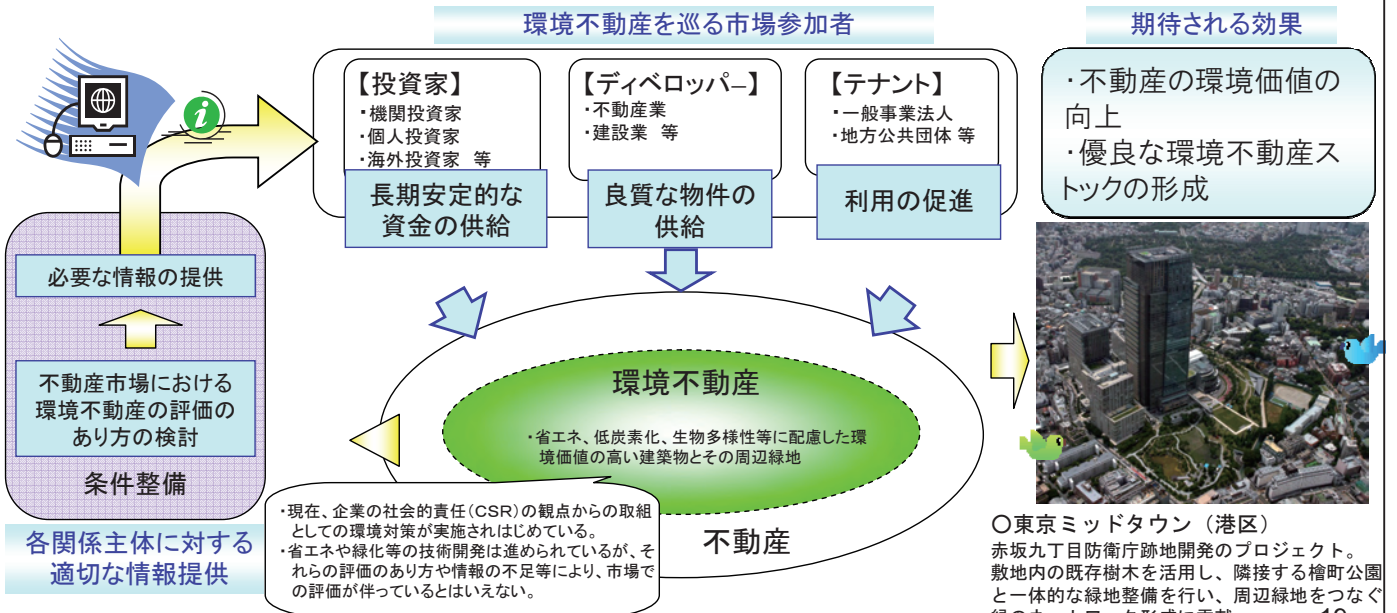 環境不動産を巡る市場参加者
【投資家】
・機関投資家
・個人投資家
・海外投資家 等
長期安定的な
資金の供給
【ディベロッパ－】
・不動産業
・建設業 等
良質な物件の
供給
【テナント】
・一般事業法人
・地方公共団体 等
利用の促進
期待される効果
・不動産の環境価値の
向上
・優良な環境不動産ス
トックの形成
必要な情報の提供
不動産市場における
環境不動産の評価の
あり方の検討
条件整備
各関係主体に対する
適切な情報提供
環境不動産
・省エネ、低炭素化、生物多様性等に配慮した環
境価値の高い建築物とその周辺緑地
不動産
・現在、企業の社会的責任(CSR)の観点からの取組
としての環境対策が実施されはじめている。
・省エネや緑化等の技術開発は進められているが、そ
れらの評価のあり方や情報の不足等により、市場で
の評価が伴っているとはいえない。
〇東京ミッドタウン（港区）
赤坂九丁目防衛庁跡地開発のプロジェクト。
敷地内の既存樹木を活用し、隣接する檜町公園
と一体的な緑地整備を行い、周辺緑地をつなぐ